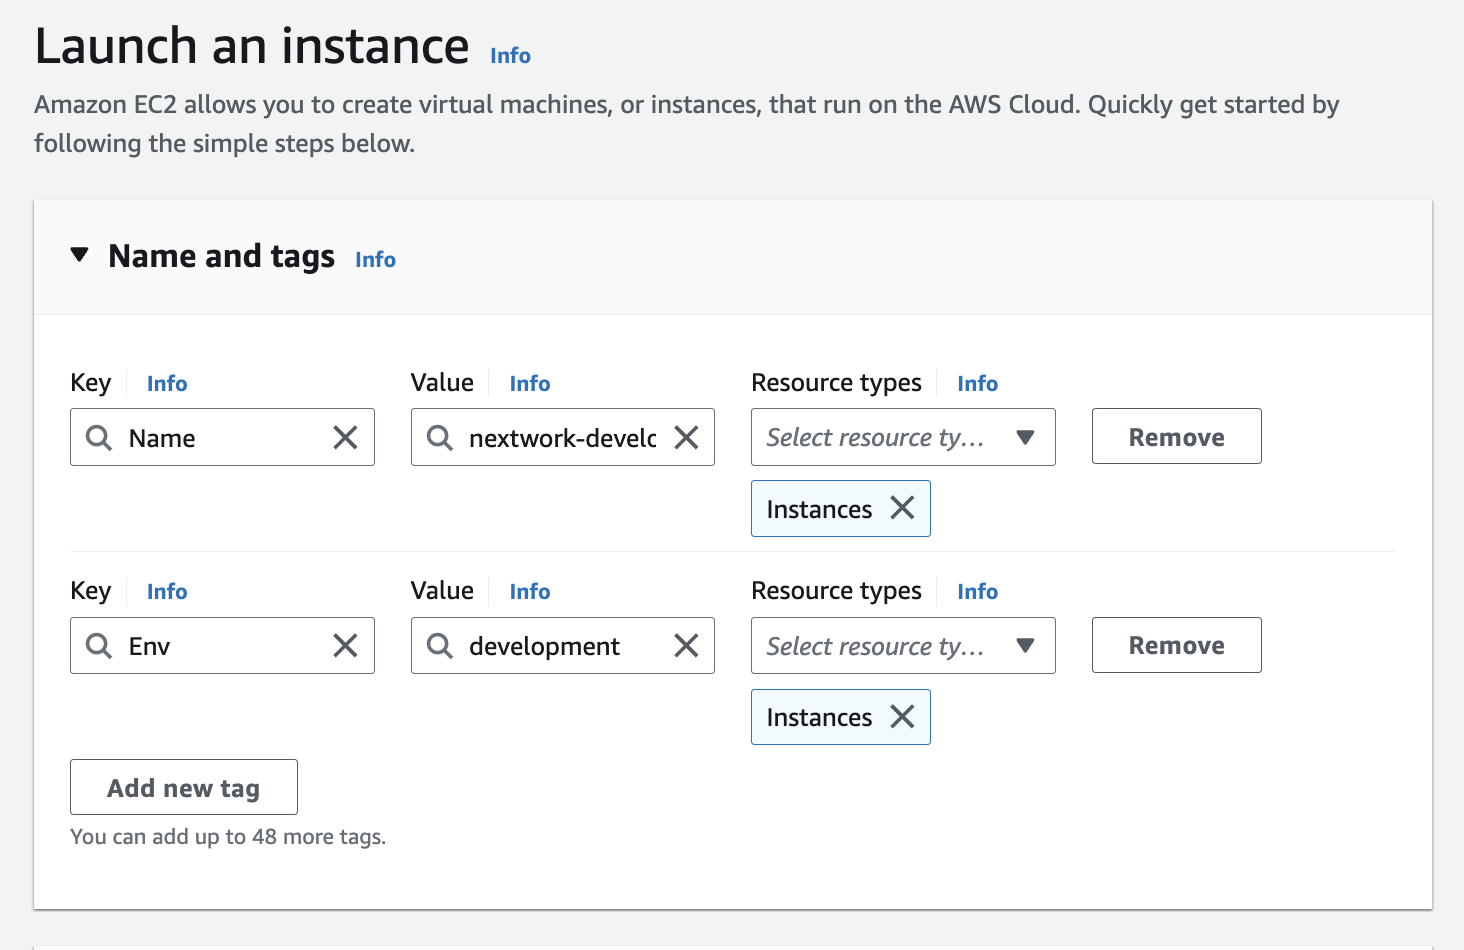 Launch an instance Info
Amazon EC2 allows you to create virtual machines, or instances, that run on the AWS Cloud. Quickly get started by
following the simple steps below.
Name and tags Info
Key Info Value Info Resource types Info
Name nextwork-develo Select resource ty... Remove
Instances
Key Info Value Info Resource types Info
Env development Select resource ty... Remove
Instances
Add new tag
You can add up to 48 more tags.